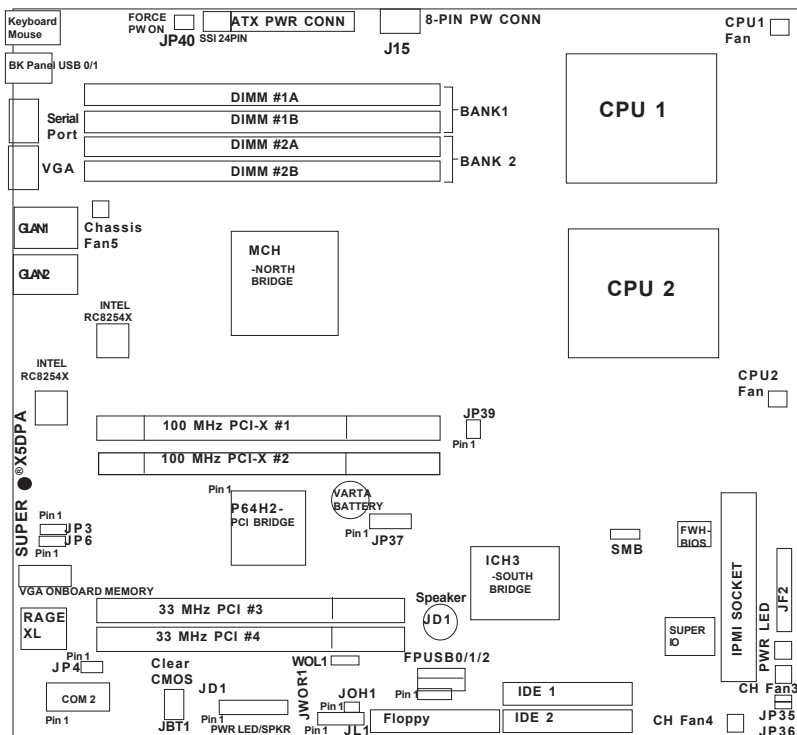 Keyboard
Mouse
FORCE
PW ON
JP40
SSI 24PIN
ATX PWR CONN
J15
8-PIN PW CONN
CPU1
Fan
BK Panel USB 0/1
DIMM #1A
DIMM #1B
DIMM #2A
DIMM #2B
BANK1
BANK 2
CPU 1
Serial
Port
VGA
GLAN1
GLAN2
Chassis
Fan5
MCH
-NORTH
BRIDGE
CPU 2
INTEL
RC8254X
INTEL
RC8254X
CPU2
Fan
100 MHz PCI-X #1
100 MHz PCI-X #2
JP39
Pin 1
SUPER ●®X5DPA
Pin 1
P64H2-
PCI BRIDGE
VARTA
BATTERY
Pin 1
JP37
Pin 1
JP3
JP6
Pin 1
ICH3
-SOUTH
BRIDGE
SMB
FWH-
BIOS
IPMI SOCKET
JF2
PWR LED
VGA ONBOARD MEMORY
RAGE
XL
33 MHz PCI #3
33 MHz PCI #4
Speaker
JD1
SUPER
IO
Pin 1
JP4
Clear
CMOS
WOL1
FPUSB0/1/2
Pin 1
COM 2
Pin 1
JBT1
JD1
Pin 1
PWR LED/SPKR
JWOR1
JOH1
Pin 1
JL1
Floppy
IDE 1
IDE 2
CH Fan3
CH Fan4
JP35
JP36